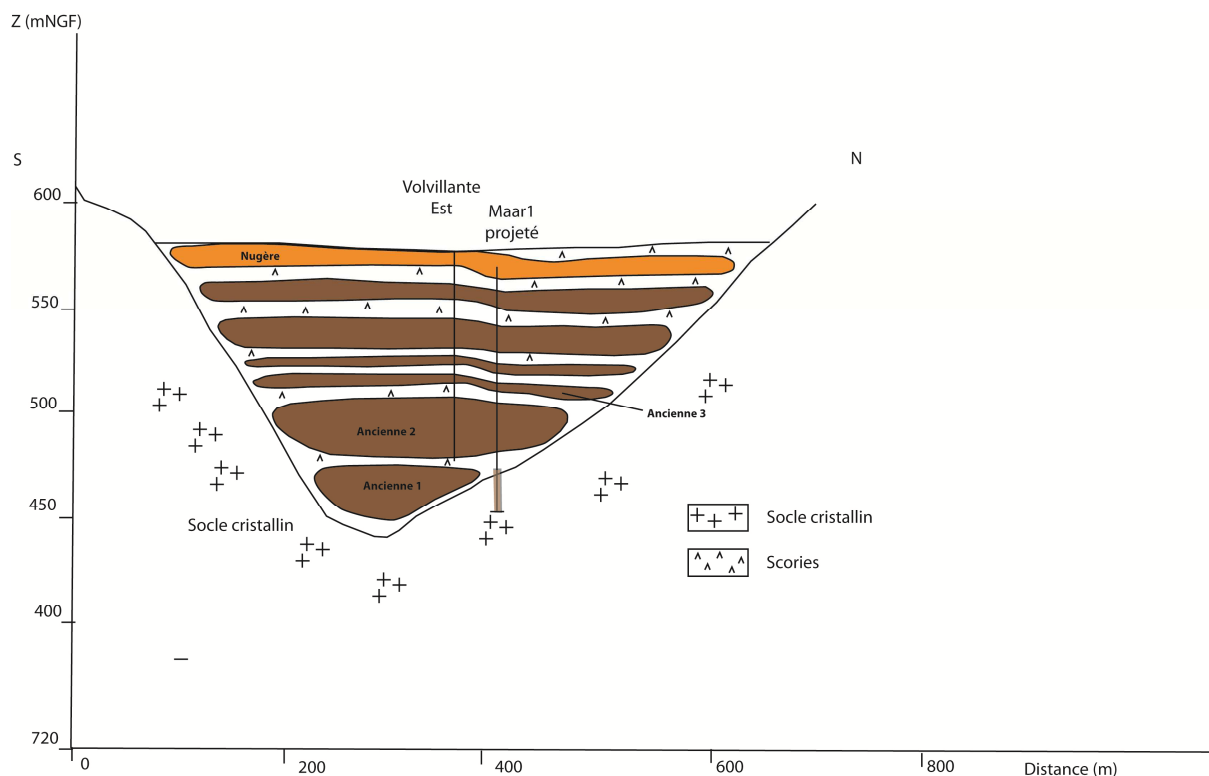 Z (mNGF)
S
N
Volvillante
Est
Maar1
projeté
600
550
500
450
400
720
Nugère
Ancienne 3
Ancienne 2
Ancienne 1
Socle cristallin
Socle cristallin
Scories
0
200
400
600
800
Distance (m)